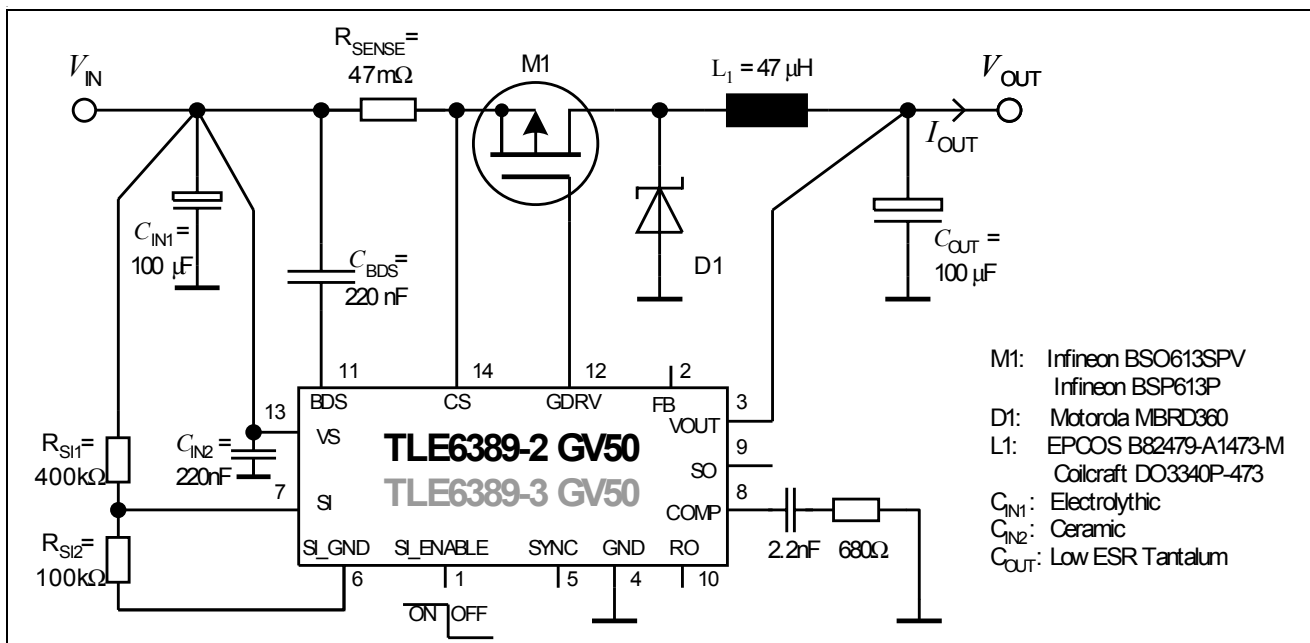 R_SENSE=
47mΩ
M1
L₁ = 47 µH
V_IN
V_OUT
I_OUT
C_IN1=
100 µF
C_BDS=
220 nF
D1
C_OUT =
100 µF
M1: Infineon BSO613SPV
Infineon BSP613P
D1: Motorola MBRD360
L1: EPCOS B82479-A1473-M
Coilcraft DO3340P-473
C_IN1: Electrolythic
C_IN2: Ceramic
C_OUT: Low ESR Tantalum
11
14
12
2
13
BDS
CS
GDRV
FB
3
VOUT
VS
R_SI1=
400kΩ
C_IN2=
220nF
TLE6389-2 GV50
TLE6389-3 GV50
9
SO
7
SI
8
COMP
2.2nF
680Ω
R_SI2=
100kΩ
SI_GND
SI_ENABLE
SYNC
GND
RO
6
1
5
4
10
ON
OFF